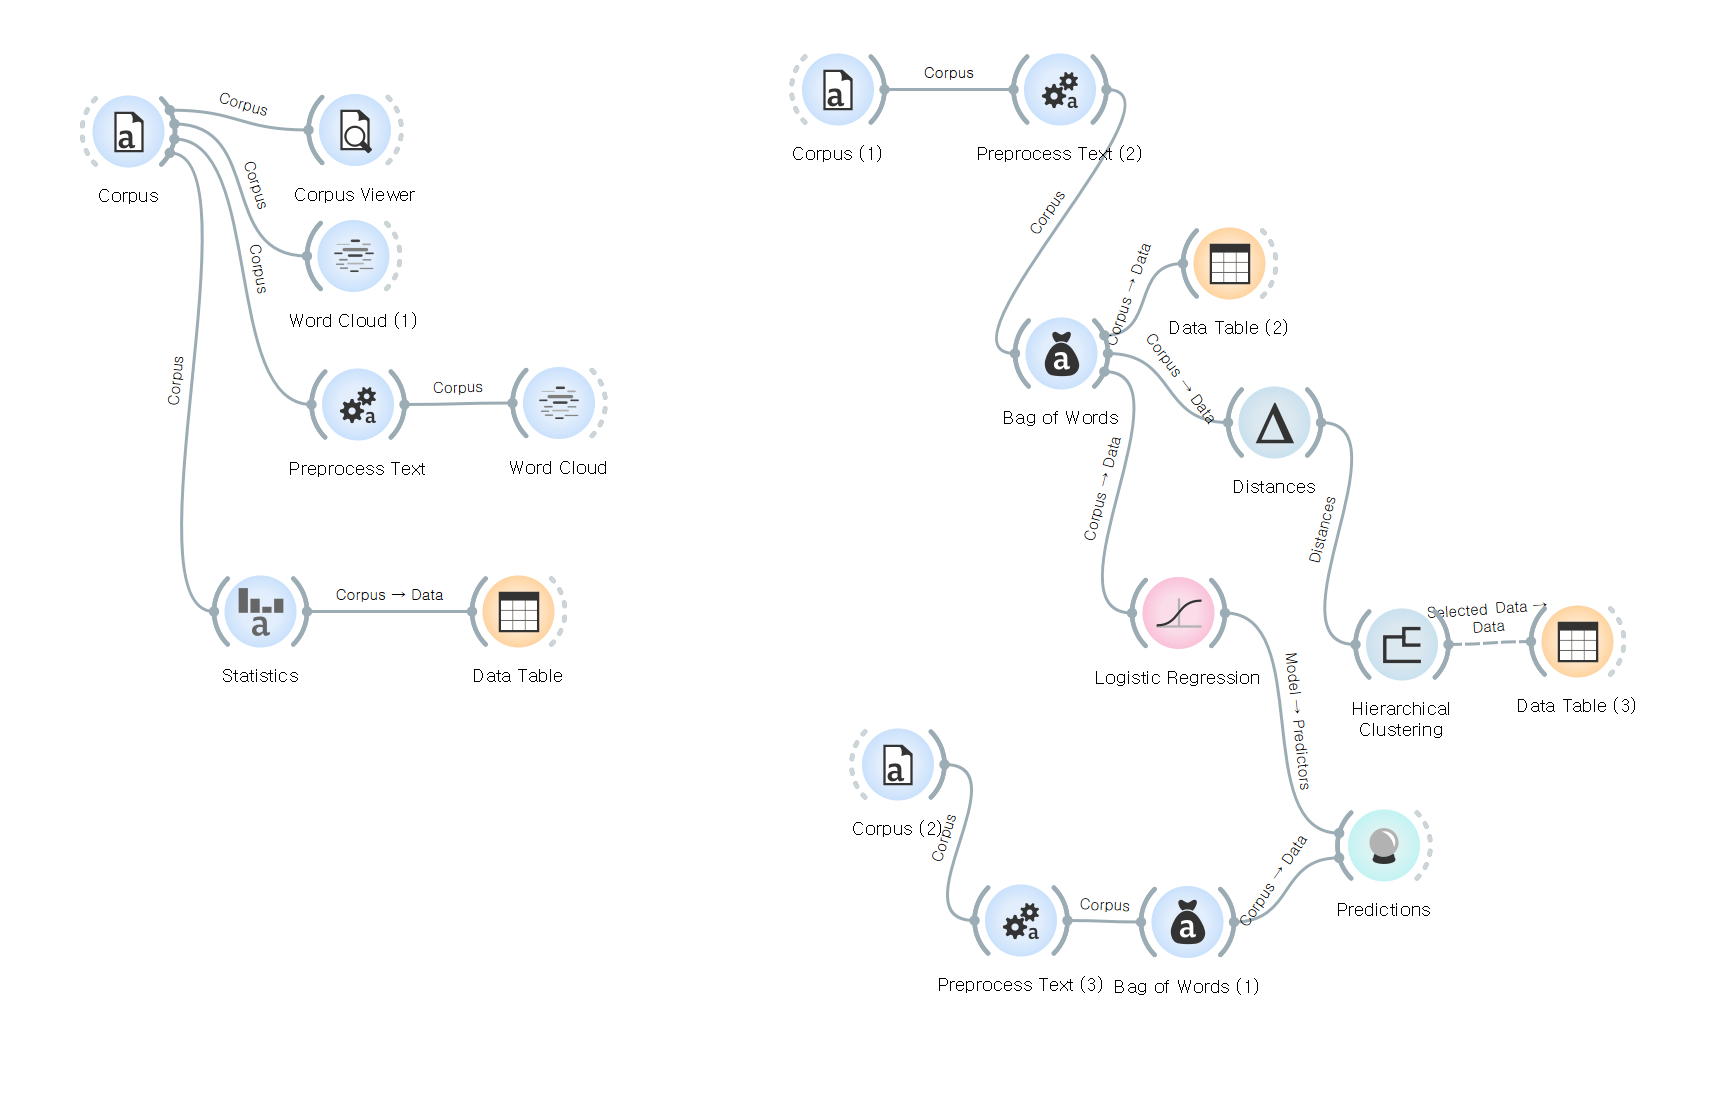 Corpus
Corpus
Corpus Viewer
Corpus
Word Cloud (1)
Corpus
Preprocess Text
Corpus
Word Cloud
Corpus
a
Statistics
Corpus → Data
Data Table
a
a
a
Corpus (1)
Corpus
a
Preprocess Text (2)
Corpus
a
Bag of Words
Corpus → Data
Data Table (2)
Corpus → Data
Distances
Corpus → Data
Distances
Logistic Regression
Hierarchical
Clustering
Selected Data →
Data
Data Table (3)
Model → Predictors
a
Corpus (2)
Corpus
a
Preprocess Text (3)
Corpus
a
Bag of Words (1)
Corpus → Data
Predictions